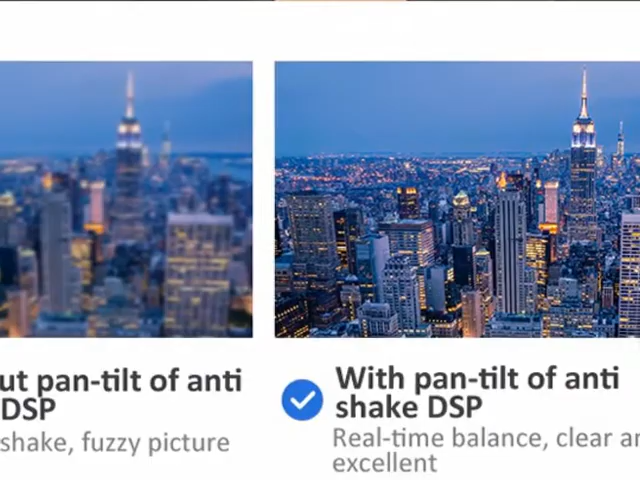 ut pan-tilt of anti
DSP
shake, fuzzy picture
With pan-tilt of anti
shake DSP
Real-time balance, clear an
excellent